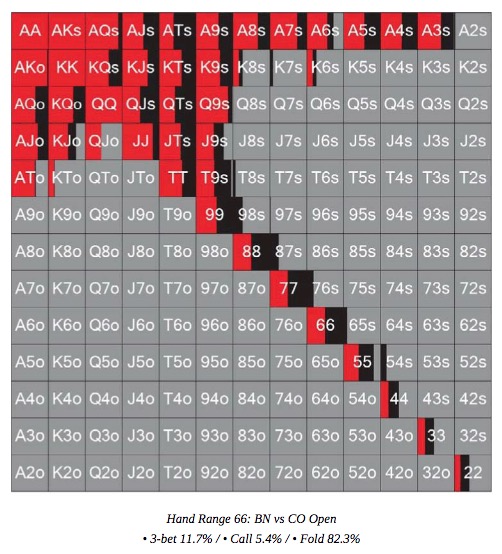 AA AKs AQs AJs ATs A9s A8s A7s A6s A5s A4s A3s A2s
AKo KK KQs KJs KTs K9s K8s K7s K6s K5s K4s K3s K2s
AQo KQo QQ QJs QTs Q9s Q8s Q7s Q6s Q5s Q4s Q3s Q2s
AJo KJo QJo JJ JTs J9s J8s J7s J6s J5s J4s J3s J2s
ATo KTo QTo JTo TT T9s T8s T7s T6s T5s T4s T3s T2s
A9o K9o Q9o J9o T9o 99 98s 97s 96s 95s 94s 93s 92s
A8o K8o Q8o J8o T8o 98o 88 87s 86s 85s 84s 83s 82s
A7o K7o Q7o J7o T7o 97o 87o 77 76s 75s 74s 73s 72s
A6o K6o Q6o J6o T6o 96o 86o 76o 66 65s 64s 63s 62s
A5o K5o Q5o J5o T5o 95o 85o 75o 65o 55 54s 53s 52s
A4o K4o Q4o J4o T4o 94o 84o 74o 64o 54o 44 43s 42s
A3o K3o Q3o J3o T3o 93o 83o 73o 63o 53o 43o 33 32s
A2o K2o Q2o J2o T2o 92o 82o 72o 62o 52o 42o 32o 22
Hand Range 66: BN vs CO Open
• 3-bet 11.7% / • Call 5.4% / • Fold 82.3%